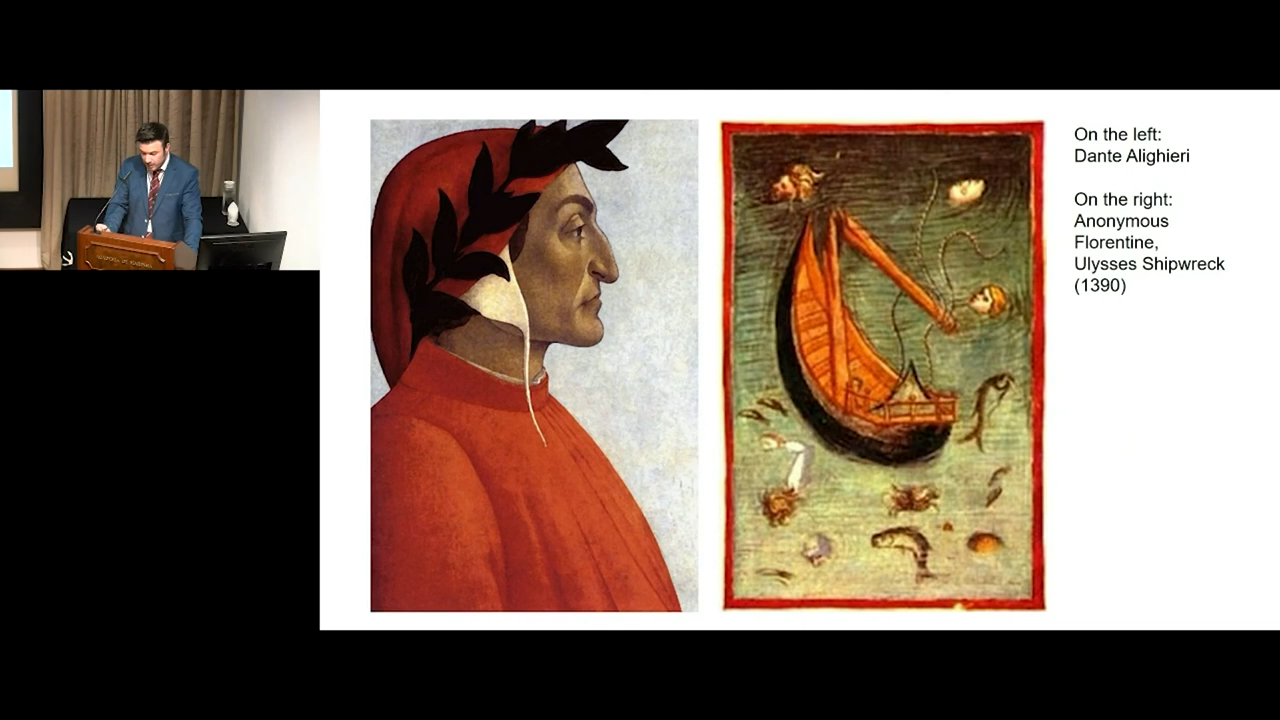 On the left:
Dante Alighieri
On the right:
Anonymous
Florentine,
Ulysses Shipwreck
(1390)